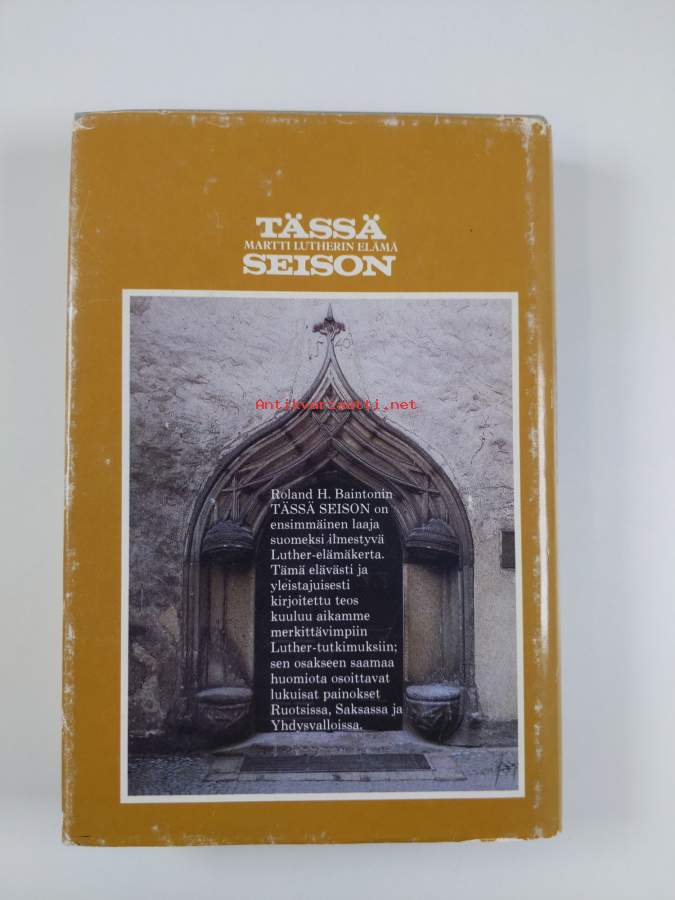 TÄSSÄ
MARTTI LUTHERIN ELÄMÄ
SEISON
1540
Antikvariaatti.net
Roland H. Baintonin
TÄSSÄ SEISON on
ensimmäinen laaja
suomeksi ilmestyvä
Luther-elämäkerta.
Tämä elävästi ja
yleistajuisesti
kirjoitettu teos
kuuluu aikamme
merkittävimpiin
Luther-tutkimuksiin;
sen osakseen saamaa
huomiota osoittavat
lukuisat painokset
Ruotsissa, Saksassa ja
Yhdysvalloissa.